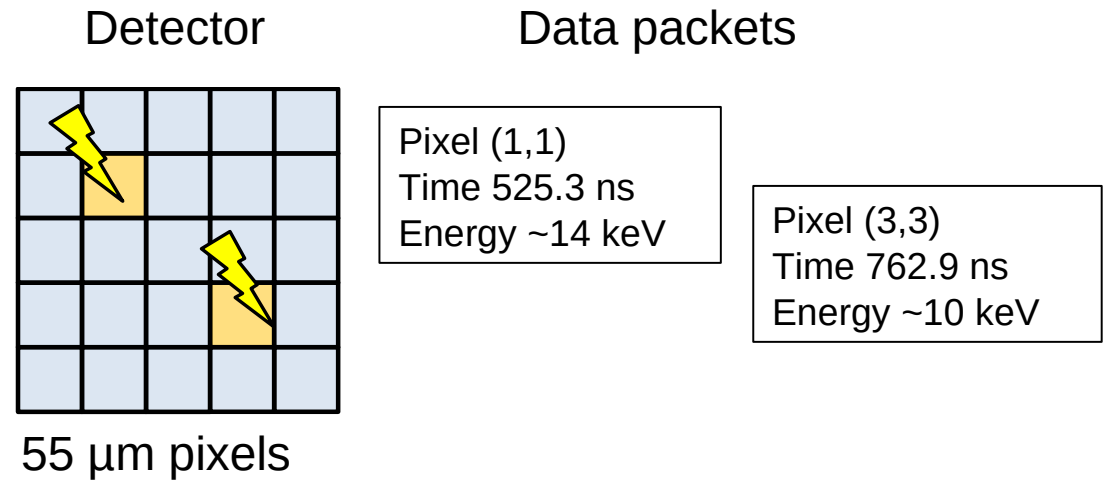 Detector
Data packets
Pixel (1,1)
Time 525.3 ns
Energy ~14 keV
Pixel (3,3)
Time 762.9 ns
Energy ~10 keV
55 µm pixels